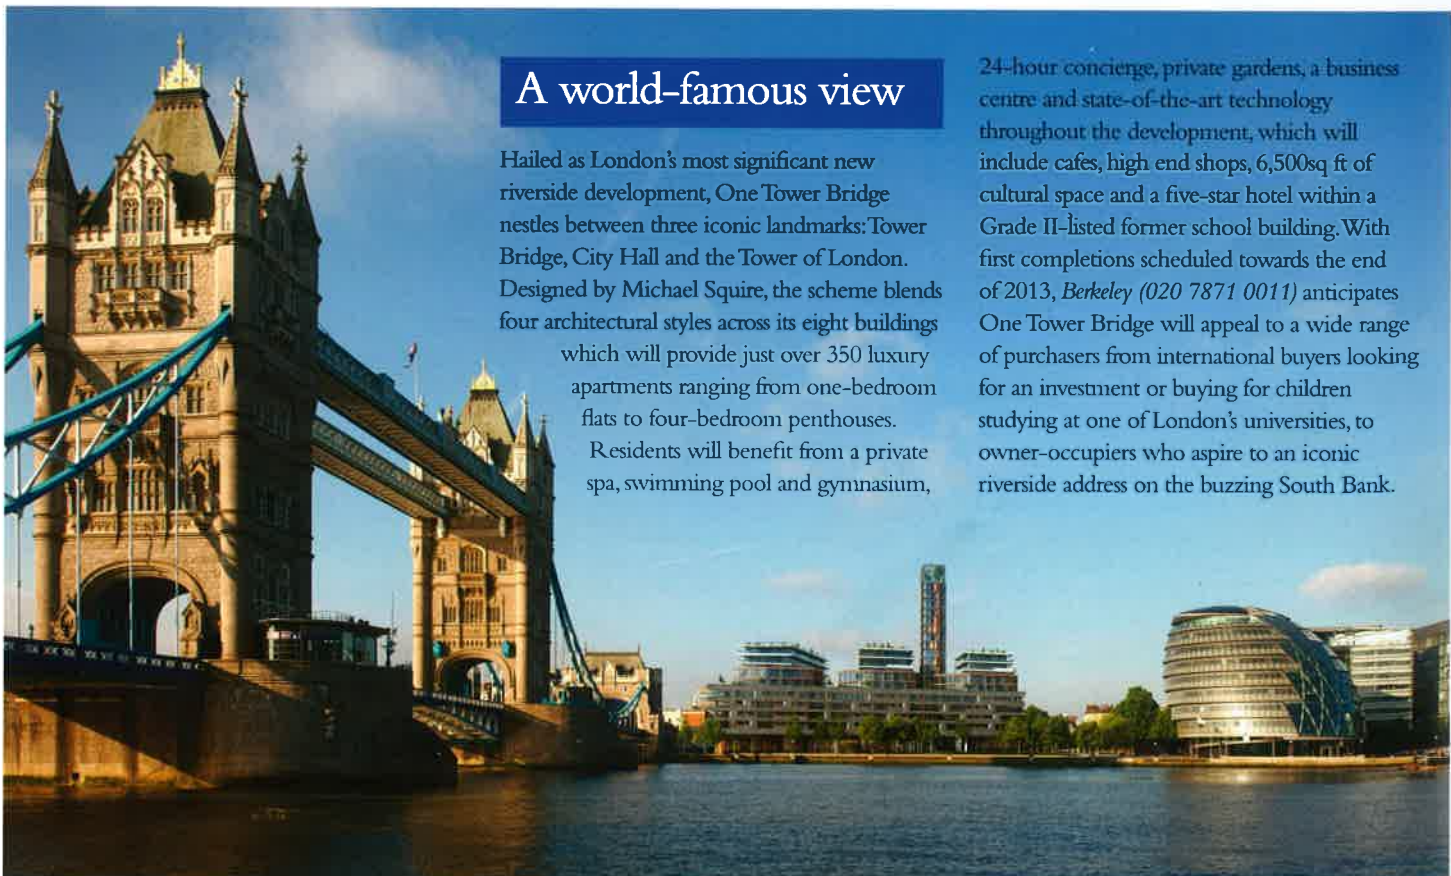 A world-famous view
Hailed as London's most significant new
riverside development, One Tower Bridge
nestles between three iconic landmarks: Tower
Bridge, City Hall and the Tower of London.
Designed by Michael Squire, the scheme blends
four architectural styles across its eight buildings
which will provide just over 350 luxury
apartments ranging from one-bedroom
flats to four-bedroom penthouses.
Residents will benefit from a private
spa, swimming pool and gymnasium,
24-hour concierge, private gardens, a business
centre and state-of-the-art technology
throughout the development, which will
include cafes, high end shops, 6,500sq ft of
cultural space and a five-star hotel within a
Grade II-listed former school building. With
first completions scheduled towards the end
of 2013, Berkeley (020 7871 0011) anticipates
One Tower Bridge will appeal to a wide range
of purchasers from international buyers looking
for an investment or buying for children
studying at one of London's universities, to
owner-occupiers who aspire to an iconic
riverside address on the buzzing South Bank.